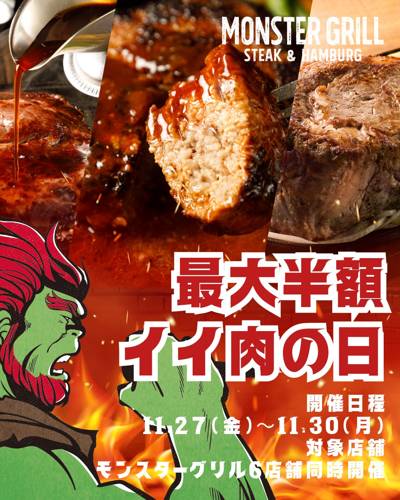 MONSTER GRILL
STEAK & HAMBURG
最大半額
イイ肉の日
開催日程
11.27(金)～11.30(月)
対象店舗
モンスターグリル6店舗同時開催